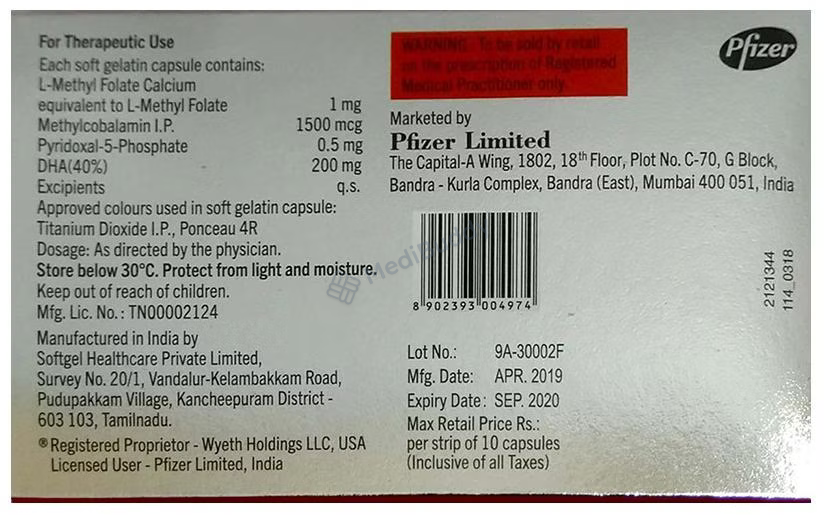 For Therapeutic Use
Each soft gelatin capsule contains:
L-Methyl Folate Calcium
equivalent to L-Methyl Folate 1 mg
Methylcobalamin I.P. 1500 mcg
Pyridoxal-5-Phosphate 0.5 mg
DHA(40%) 200 mg
Excipients q.s.
Approved colours used in soft gelatin capsule:
Titanium Dioxide I.P., Ponceau 4R
Dosage: As directed by the physician.
Store below 30°C. Protect from light and moisture.
Keep out of reach of children.
Mfg. Lic. No.: TN00002124
Manufactured in India by
Softgel Healthcare Private Limited,
Survey No. 20/1, Vandalur-Kelambakkam Road,
Pudupakkam Village, Kancheepuram District -
603 103, Tamilnadu.
® Registered Proprietor - Wyeth Holdings LLC, USA
Licensed User - Pfizer Limited, India
WARNING: To be sold by retail
on the prescription of Registered
Medical Practitioner only.
Pfizer
Marketed by
Pfizer Limited
The Capital-A Wing, 1802, 18th Floor, Plot No. C-70, G Block,
Bandra - Kurla Complex, Bandra (East), Mumbai 400 051, India
8 902393 004974
2121344
114_0318
Lot No.: 9A-30002F
Mfg. Date: APR. 2019
Expiry Date: SEP. 2020
Max Retail Price Rs.:
per strip of 10 capsules
(Inclusive of all Taxes)